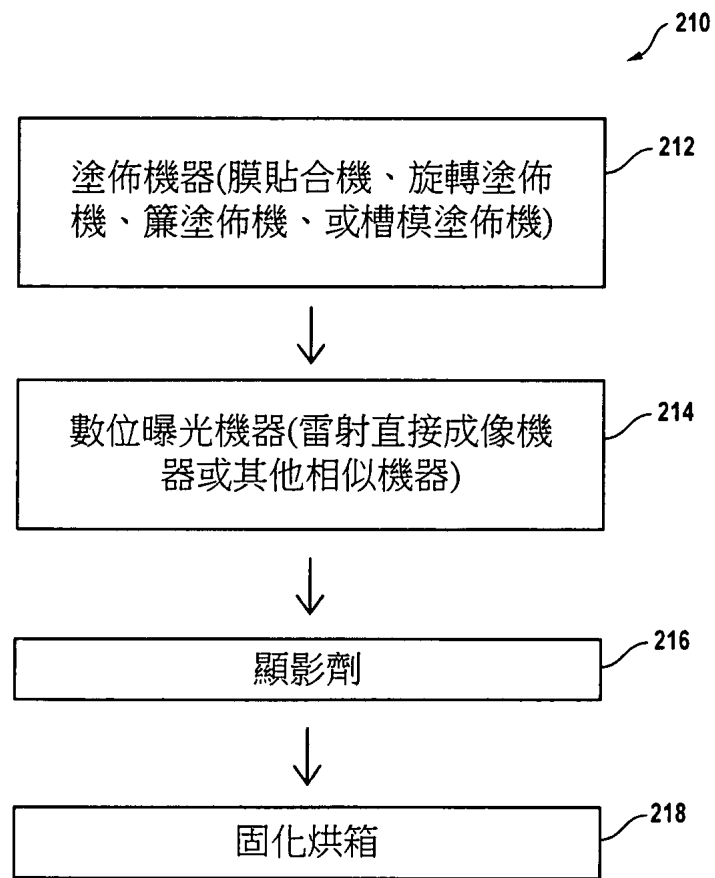 210
塗佈機器(膜貼合機、旋轉塗佈
機、簾塗佈機、或槽模塗佈機)
212
數位曝光機器(雷射直接成像機
器或其他相似機器)
214
顯影劑
216
固化烘箱
218